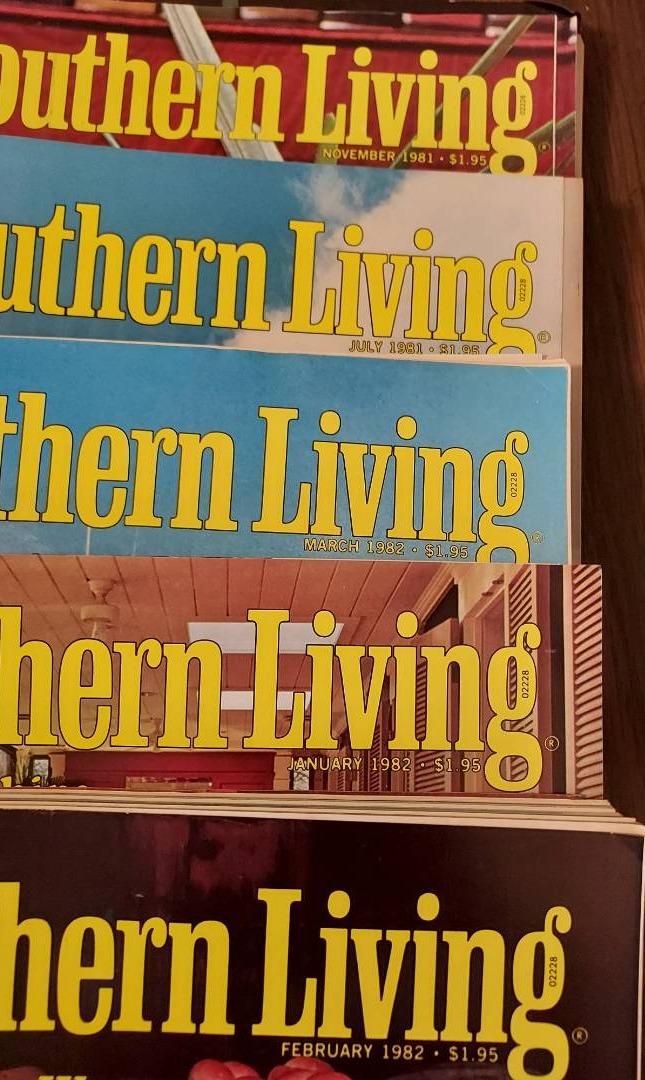 outhern Living
02228
NOVEMBER 1981 · $1.95
uthern Living
02228
®
JULY 1981 · $1.95
thern Living
02228
®
MARCH 1982 · $1.95
hern Living
02228
®
JANUARY 1982 · $1.95
hern Living
02228
®
FEBRUARY 1982 · $1.95